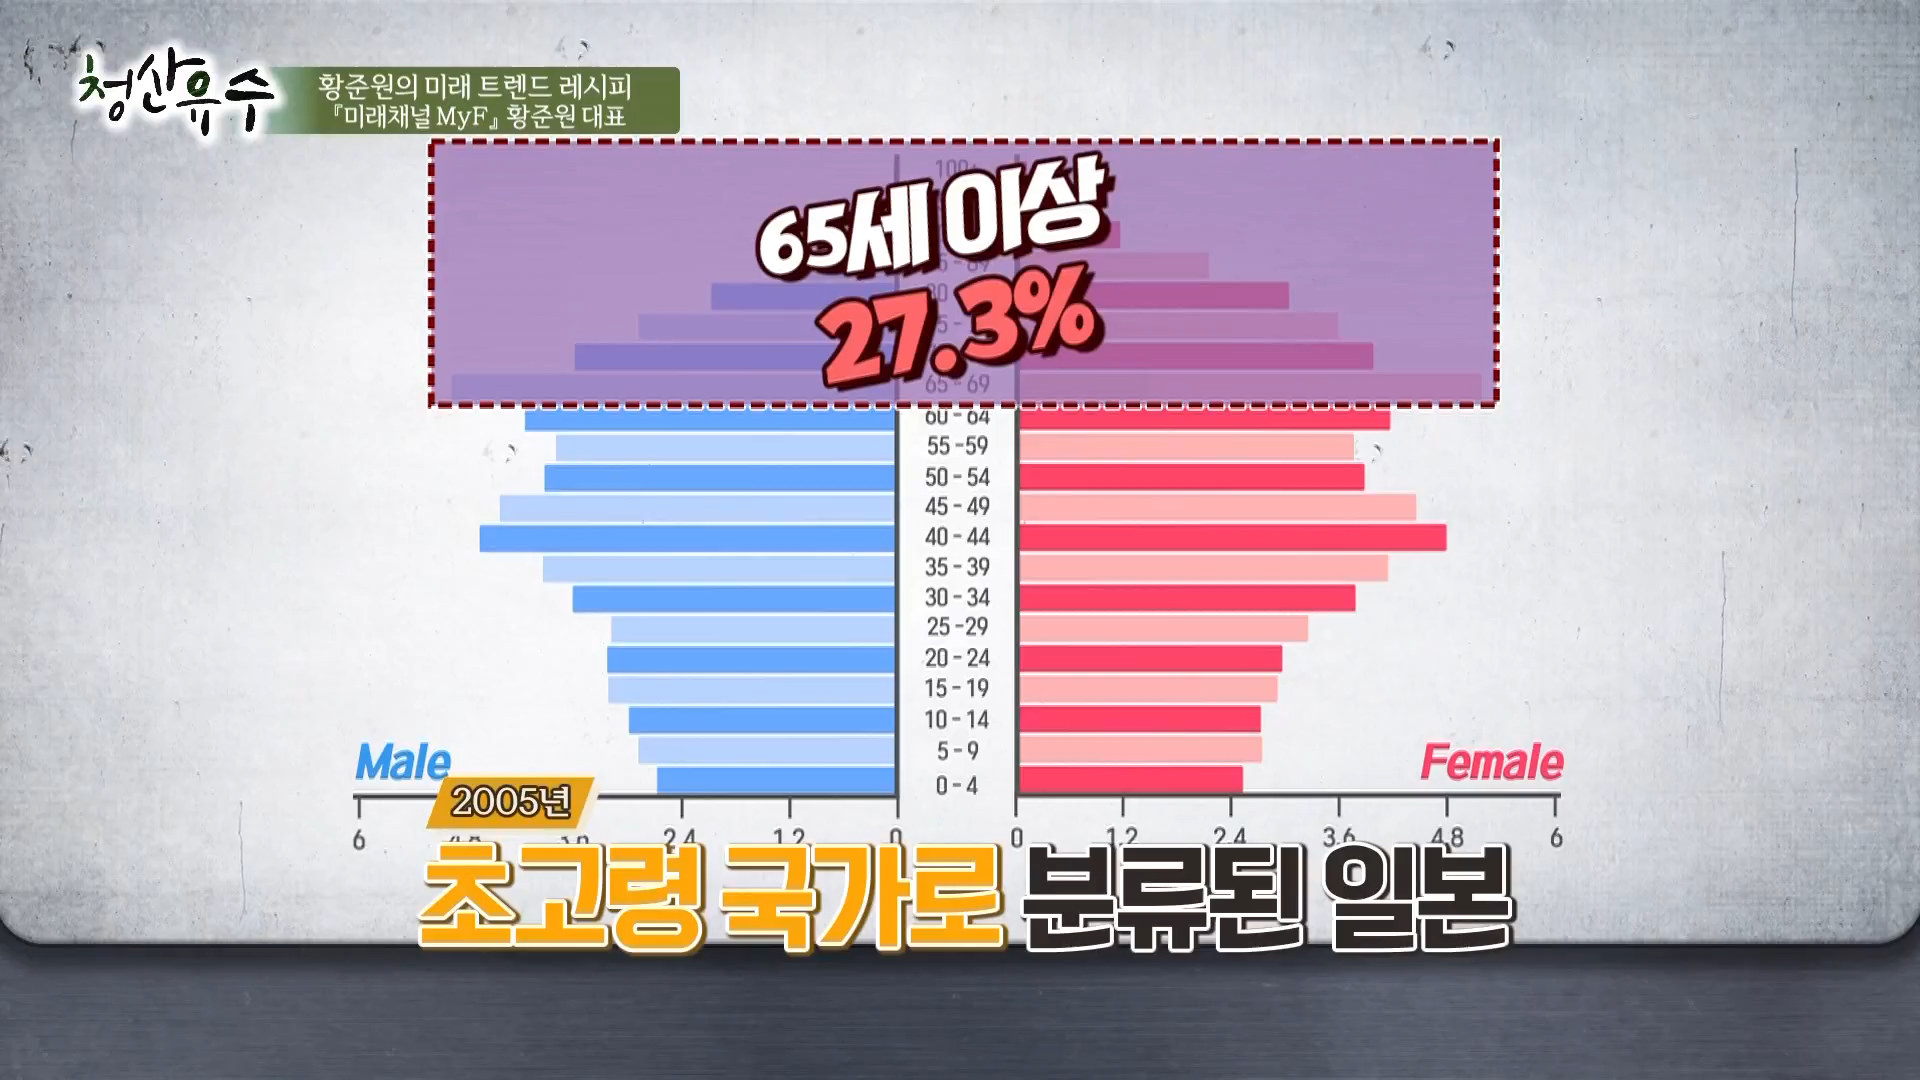 청산유수
황준원의 미래 트렌드 레시피
『미래채널 MyF』 황준원 대표
100+
65세 이상
27.3%
65 - 69
60 - 64
55 -59
50 - 54
45 - 49
40 - 44
35 - 39
30 - 34
25 -29
20 - 24
15 - 19
10 - 14
5 - 9
0 - 4
Male
Female
2005년
6 2.4 1.2 0 0 1.2 2.4 3.6 4.8 6
초고령 국가로 분류된 일본